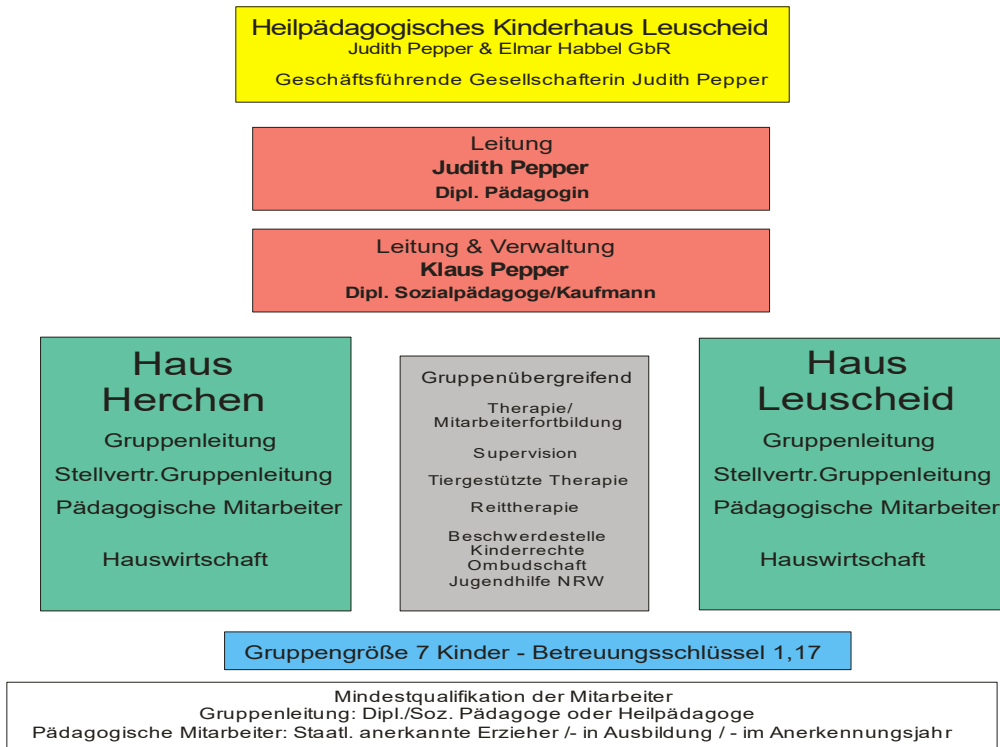 Heilpädagogisches Kinderhaus Leuscheid
Judith Pepper & Elmar Habbel GbR
Geschäftsführende Gesellschafterin Judith Pepper
Leitung
Judith Pepper
Dipl. Pädagogin
Leitung & Verwaltung
Klaus Pepper
Dipl. Sozialpädagoge/Kaufmann
Haus
Herchen
Gruppenleitung
Stellvertr.Gruppenleitung
Pädagogische Mitarbeiter
Hauswirtschaft
Gruppenübergreifend
Therapie/
Mitarbeiterfortbildung
Supervision
Tiergestützte Therapie
Reittherapie
Beschwerdestelle
Kinderrechte
Ombudschaft
Jugendhilfe NRW
Haus
Leuscheid
Gruppenleitung
Stellvertr.Gruppenleitung
Pädagogische Mitarbeiter
Hauswirtschaft
Gruppengröße 7 Kinder - Betreuungsschlüssel 1,17
Mindestqualifikation der Mitarbeiter
Gruppenleitung: Dipl./Soz. Pädagoge oder Heilpädagoge
Pädagogische Mitarbeiter: Staatl. anerkannte Erzieher /- in Ausbildung / - im Anerkennungsjahr